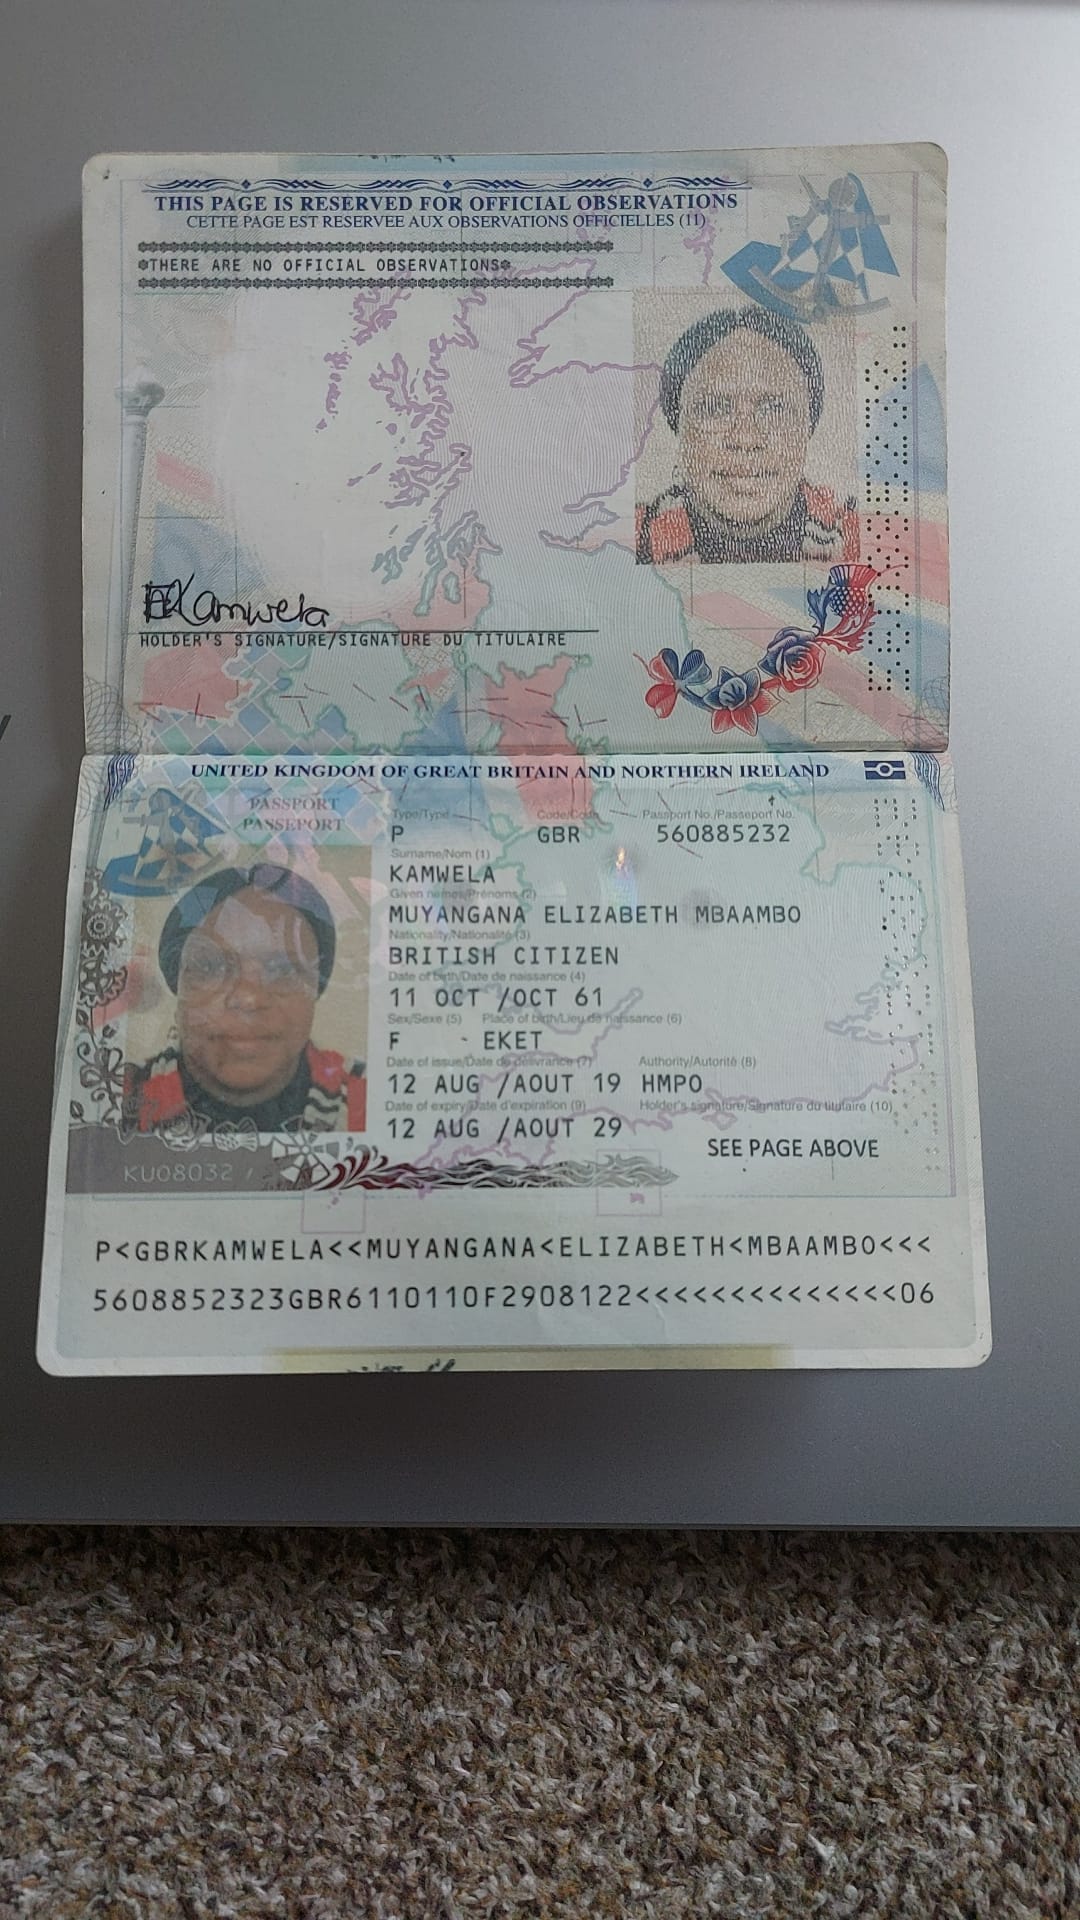 THIS PAGE IS RESERVED FOR OFFICIAL OBSERVATIONS
CETTE PAGE EST RESERVEE AUX OBSERVATIONS OFFICIELLES (11)
*THERE ARE NO OFFICIAL OBSERVATIONS*
Kamwela
HOLDER'S SIGNATURE/SIGNATURE DU TITULAIRE
UNITED KINGDOM OF GREAT BRITAIN AND NORTHERN IRELAND
PASSPORT
PASSEPORT
Type/Type Code/Code Passport No./Passeport No.
P GBR 560885232
Surname/Nom (1)
KAMWELA
Given names/Prénoms (2)
MUYANGANA ELIZABETH MBAAMBO
Nationality/Nationalité (3)
BRITISH CITIZEN
Date of birth/Date de naissance (4)
11 OCT /OCT 61
Sex/Sexe (5) Place of birth/Lieu de naissance (6)
F EKET
Date of issue/Date de délivrance (7) Authority/Autorité (8)
12 AUG /AOUT 19 HMPO
Date of expiry/Date d'expiration (9) Holder's signature/Signature du titulaire (10)
12 AUG /AOUT 29
SEE PAGE ABOVE
KU08032
P<GBRKAMWELA<<MUYANGANA<ELIZABETH<MBAAMBO<<<
5608852323GBR6110110F2908122<<<<<<<<<<<<<<06